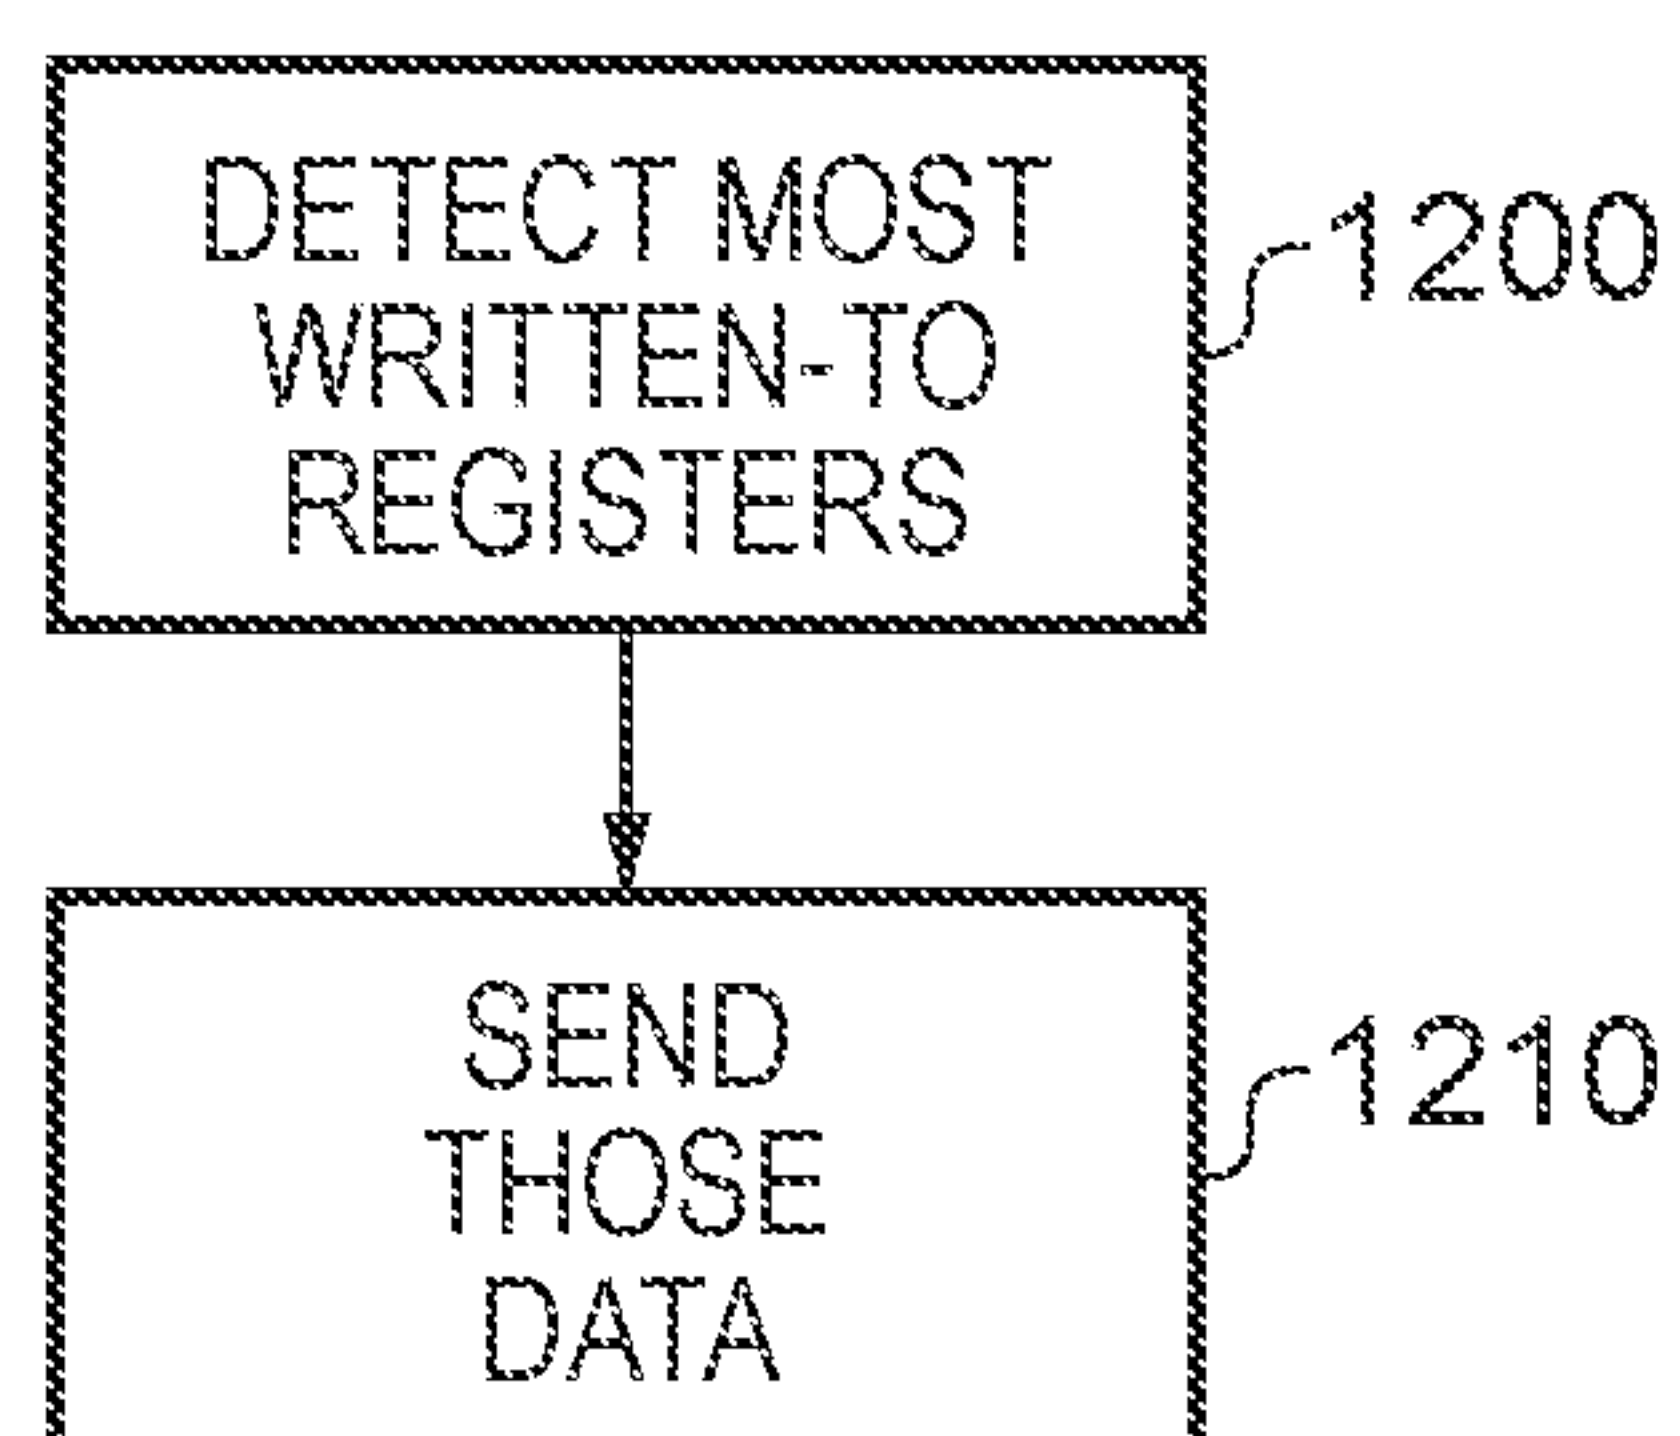 DETECT MOST
WRITTEN-TO
REGISTERS
1200
SEND
THOSE
DATA
1210